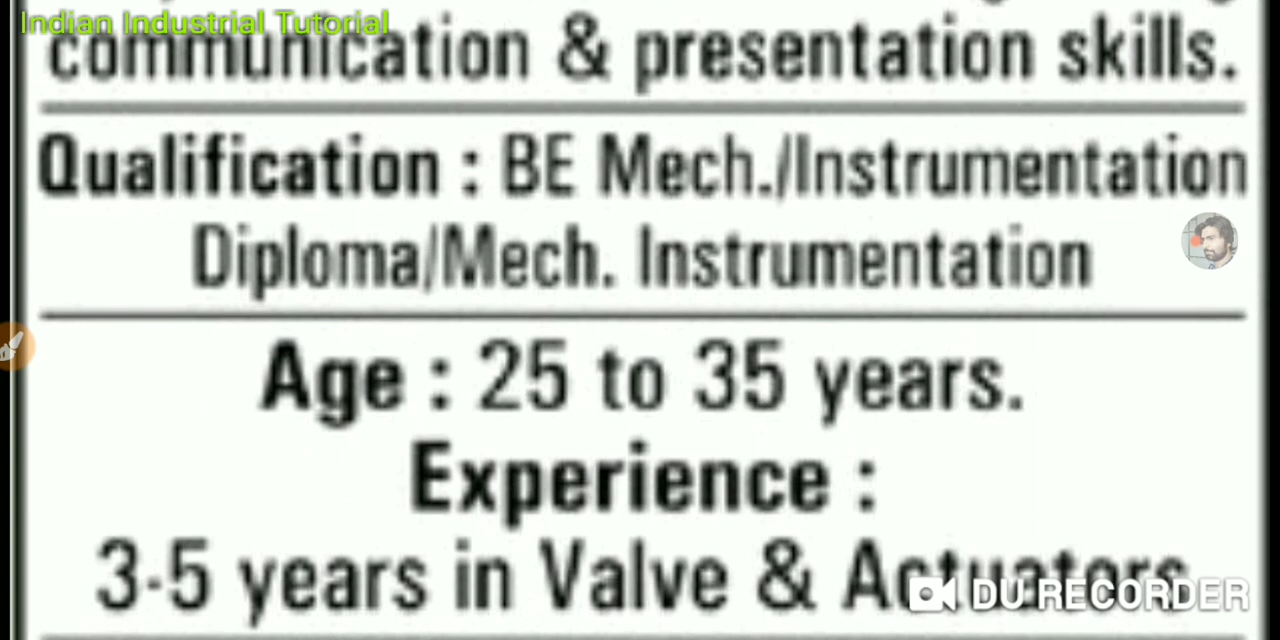 Indian Industrial Tutorial
communication & presentation skills.
Qualification : BE Mech./Instrumentation
Diploma/Mech. Instrumentation
Age : 25 to 35 years.
Experience :
3-5 years in Valve & Actuators
DU RECORDER